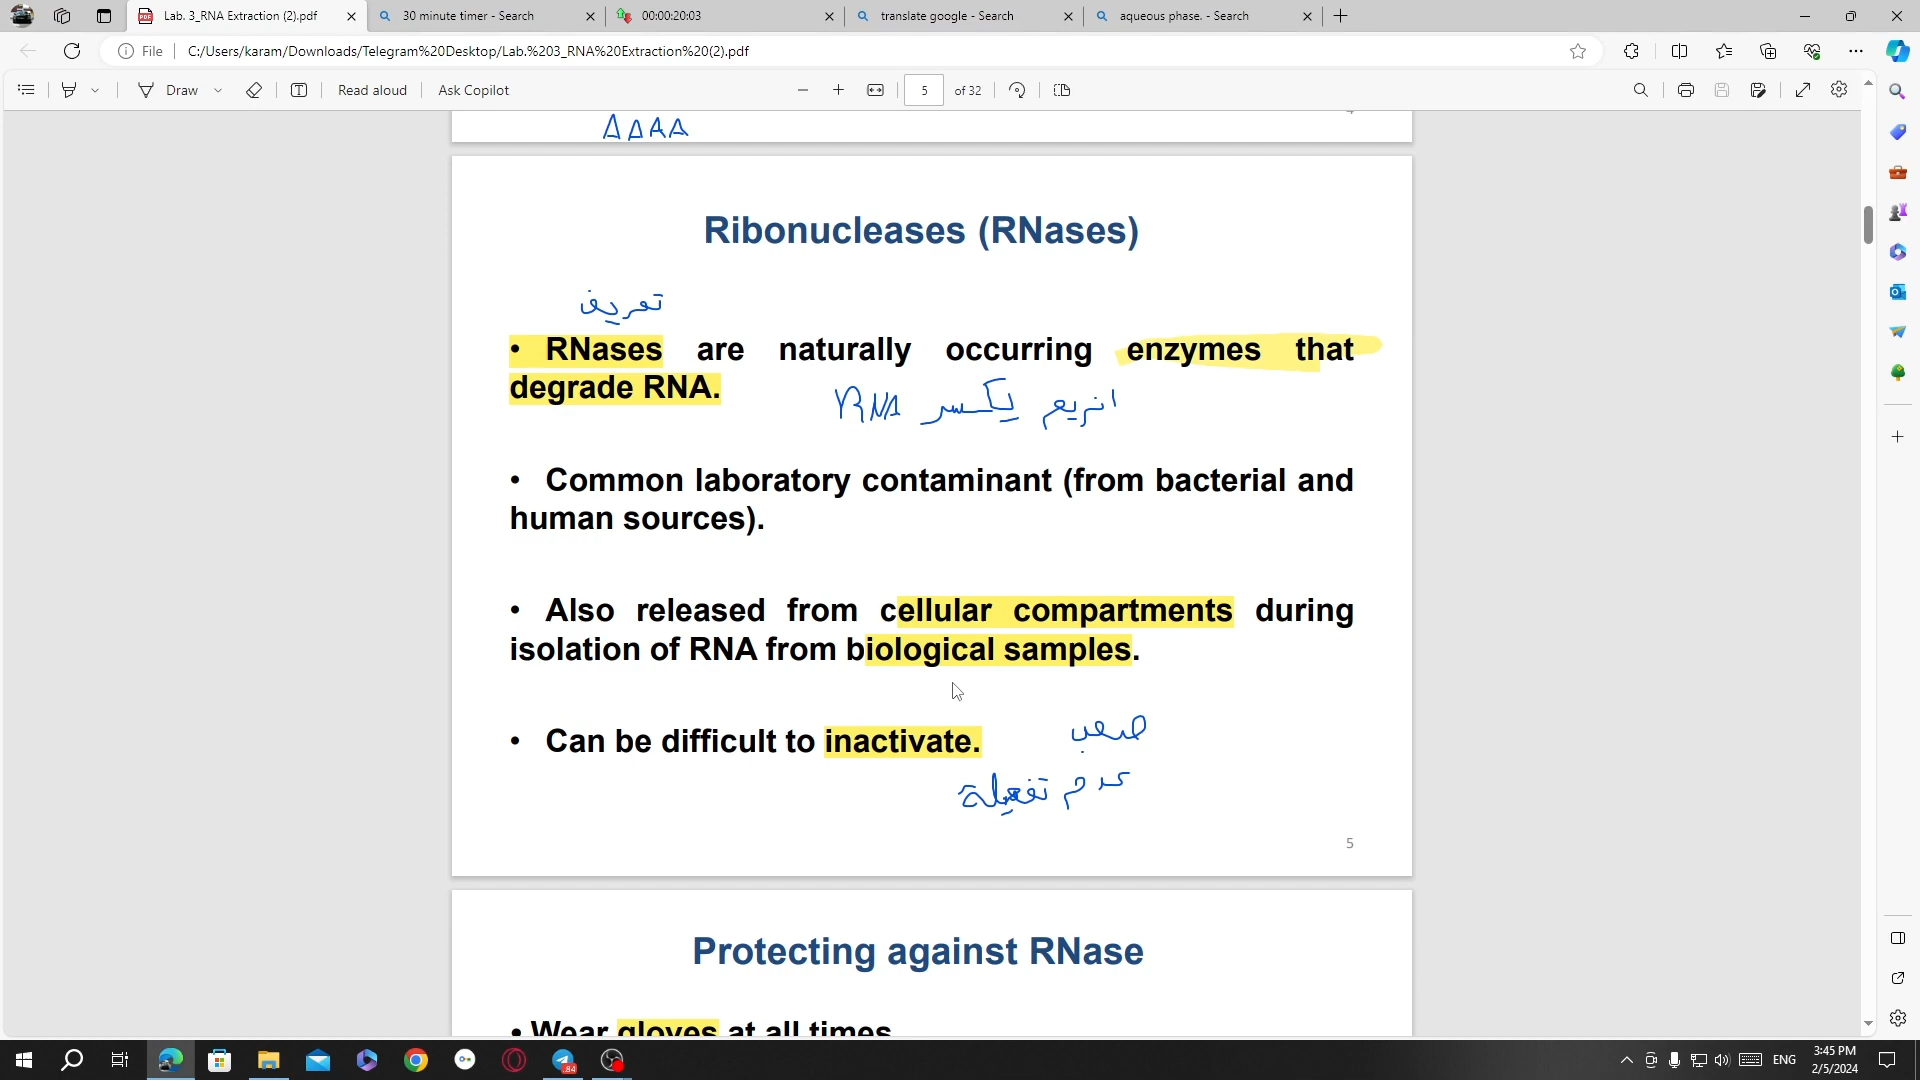 Lab. 3_RNA Extraction (2).pdf
30 minute timer - Search
00:00:20:03
translate google - Search
aqueous phase. - Search
File
C:/Users/karam/Downloads/Telegram%20Desktop/Lab.%203_RNA%20Extraction%20(2).pdf
Draw
Read aloud
Ask Copilot
5 of 32
AAAA
Ribonucleases (RNases)
تعريف
• RNases are naturally occurring enzymes that
degrade RNA.
انزيم يكسر RNA
• Common laboratory contaminant (from bacterial and
human sources).
• Also released from cellular compartments during
isolation of RNA from biological samples.
• Can be difficult to inactivate.
صعب
عدم تفعيلة
5
Protecting against RNase
• Wear gloves at all times
84
ENG
3:45 PM
2/5/2024